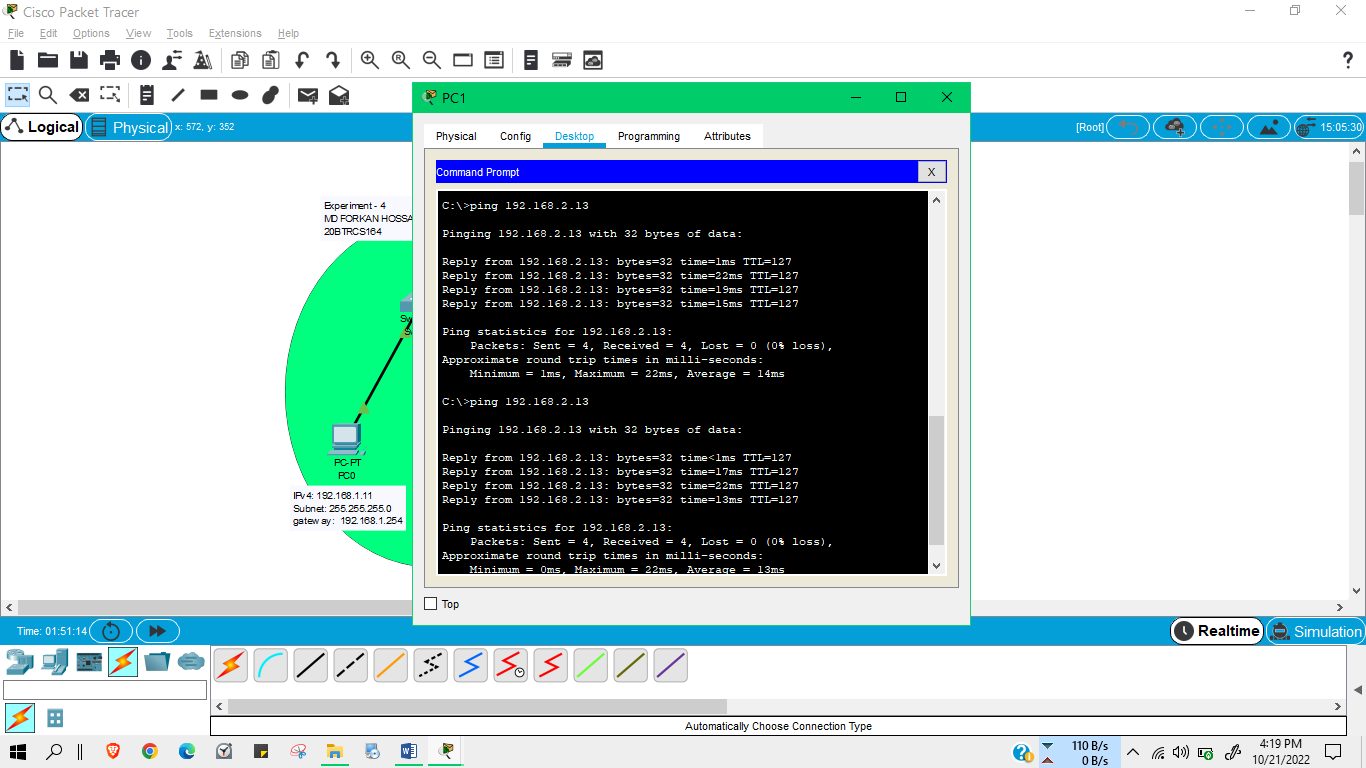 Cisco Packet Tracer
File Edit Options View Tools Extensions Help
Logical Physical x: 572, y: 352 [Root] 15:05:30
Experiment - 4
MD FORKAN HOSSA
20BTRCS164
PC-PT
PC0
IPv4: 192.168.1.11
Subnet: 255.255.255.0
gateway: 192.168.1.254
PC1
Physical Config Desktop Programming Attributes
Command Prompt X
C:\>ping 192.168.2.13
Pinging 192.168.2.13 with 32 bytes of data:
Reply from 192.168.2.13: bytes=32 time=1ms TTL=127
Reply from 192.168.2.13: bytes=32 time=22ms TTL=127
Reply from 192.168.2.13: bytes=32 time=19ms TTL=127
Reply from 192.168.2.13: bytes=32 time=15ms TTL=127
Ping statistics for 192.168.2.13:
Packets: Sent = 4, Received = 4, Lost = 0 (0% loss),
Approximate round trip times in milli-seconds:
Minimum = 1ms, Maximum = 22ms, Average = 14ms
C:\>ping 192.168.2.13
Pinging 192.168.2.13 with 32 bytes of data:
Reply from 192.168.2.13: bytes=32 time<1ms TTL=127
Reply from 192.168.2.13: bytes=32 time=17ms TTL=127
Reply from 192.168.2.13: bytes=32 time=22ms TTL=127
Reply from 192.168.2.13: bytes=32 time=13ms TTL=127
Ping statistics for 192.168.2.13:
Packets: Sent = 4, Received = 4, Lost = 0 (0% loss),
Approximate round trip times in milli-seconds:
Minimum = 0ms, Maximum = 22ms, Average = 13ms
Top
Time: 01:51:14 Realtime Simulation
Automatically Choose Connection Type
110 B/s
0 B/s
4:19 PM
10/21/2022